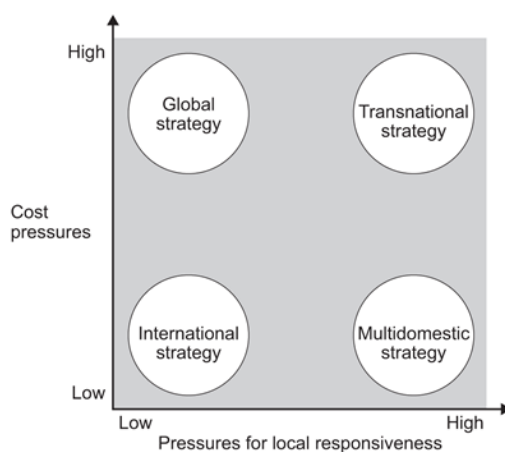 High
Global
strategy
Transnational
strategy
Cost
pressures
International
strategy
Multidomestic
strategy
Low
Low
High
Pressures for local responsiveness